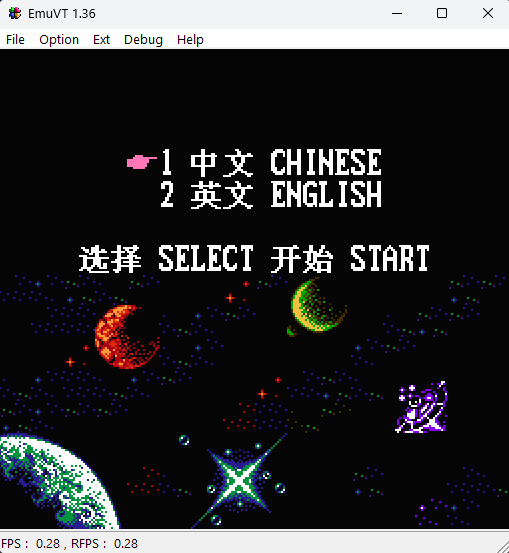 EmuVT 1.36
File Option Ext Debug Help
1 中文 CHINESE
2 英文 ENGLISH
选择 SELECT 开始 START
FPS : 0.28 , RFPS : 0.28